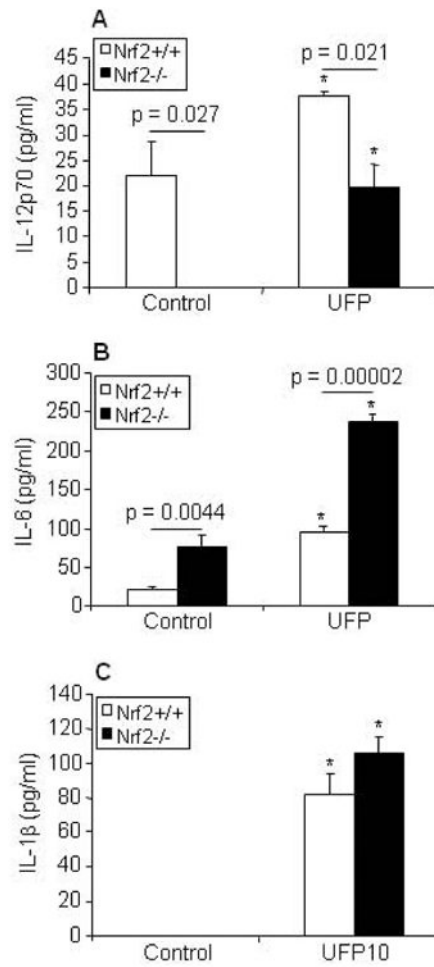 A
Nrf2+/+
Nrf2-/-
p = 0.021
*
p = 0.027
*
IL-12p70 (pg/ml)
45
40
35
30
25
20
15
10
5
0
Control UFP
B
Nrf2+/+
Nrf2-/-
p = 0.00002
*
p = 0.0044
*
IL-6 (pg/ml)
300
250
200
150
100
50
0
Control UFP
C
Nrf2+/+
Nrf2-/-
*
*
IL-1β (pg/ml)
140
120
100
80
60
40
20
0
Control UFP10